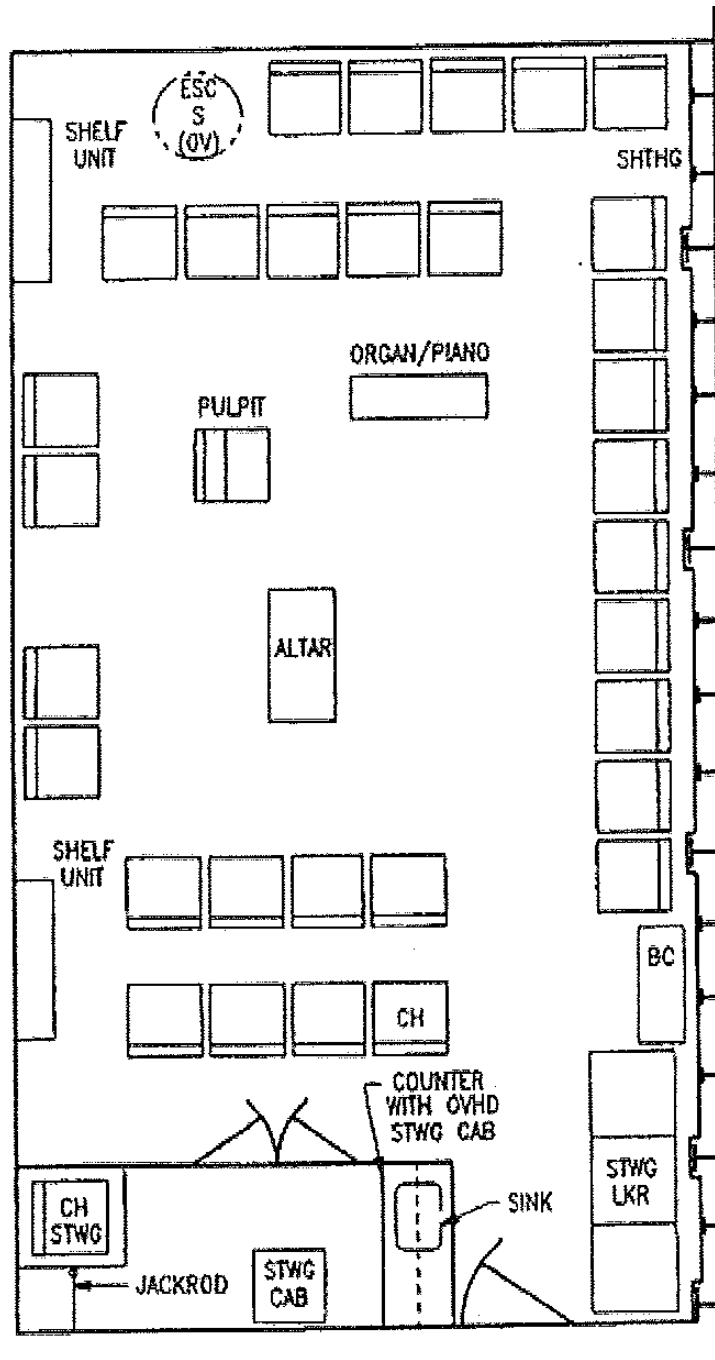 ESC
S
(OV)
SHELF
UNIT
SHTHG
ORGAN/PIANO
PULPIT
ALTAR
SHELF
UNIT
BC
CH
COUNTER
WITH OVHD
STWG CAB
STWG
LKR
CH
STWG
SINK
JACKROD
STWG
CAB